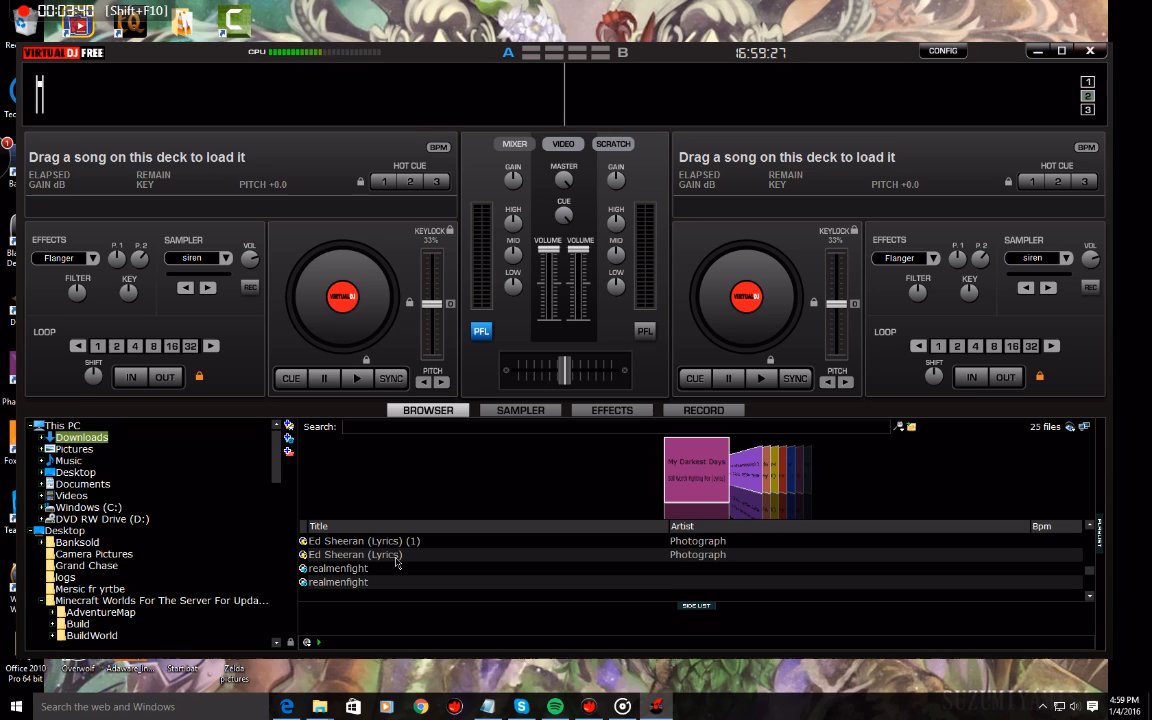 00:03:40 [Shift+F10]
VIRTUALDJ FREE
CPU
A
B
16:59:27
CONFIG
1
2
3
BPM
Drag a song on this deck to load it
ELAPSED
REMAIN
GAIN dB
KEY
PITCH +0.0
HOT CUE
1 2 3
MIXER
VIDEO
SCRATCH
GAIN
MASTER
GAIN
CUE
HIGH
HIGH
VOLUME VOLUME
MID
MID
LOW
LOW
PFL
PFL
BPM
Drag a song on this deck to load it
ELAPSED
REMAIN
GAIN dB
KEY
PITCH +0.0
HOT CUE
1 2 3
EFFECTS
P.1
P.2
SAMPLER
VOL
Flanger
siren
FILTER
KEY
REC
LOOP
1 2 4 8 16 32
SHIFT
IN
OUT
KEYLOCK
33%
VIRTUALDJ
0
CUE
SYNC
PITCH
KEYLOCK
33%
VIRTUALDJ
0
CUE
SYNC
PITCH
EFFECTS
P.1
P.2
SAMPLER
VOL
Flanger
siren
FILTER
KEY
REC
LOOP
1 2 4 8 16 32
SHIFT
IN
OUT
BROWSER
SAMPLER
EFFECTS
RECORD
This PC
Downloads
Pictures
Music
Desktop
Documents
Videos
Windows (C:)
DVD RW Drive (D:)
Desktop
Banksold
Camera Pictures
Grand Chase
logs
Mersic fr yrtbe
Minecraft Worlds For The Server For Upda...
AdventureMap
Build
BuildWorld
Search:
25 files
My Darkest Days
Title
Artist
Bpm
Ed Sheeran (Lyrics) (1)
Photograph
Ed Sheeran (Lyrics)
Photograph
realmenfight
realmenfight
SIDE LIST
PLAYLIST
Office 2010
Pro 64 bit
Overwolf
Adaware_In...
Zelda
pictures
Search the web and Windows
4:59 PM
1/4/2016